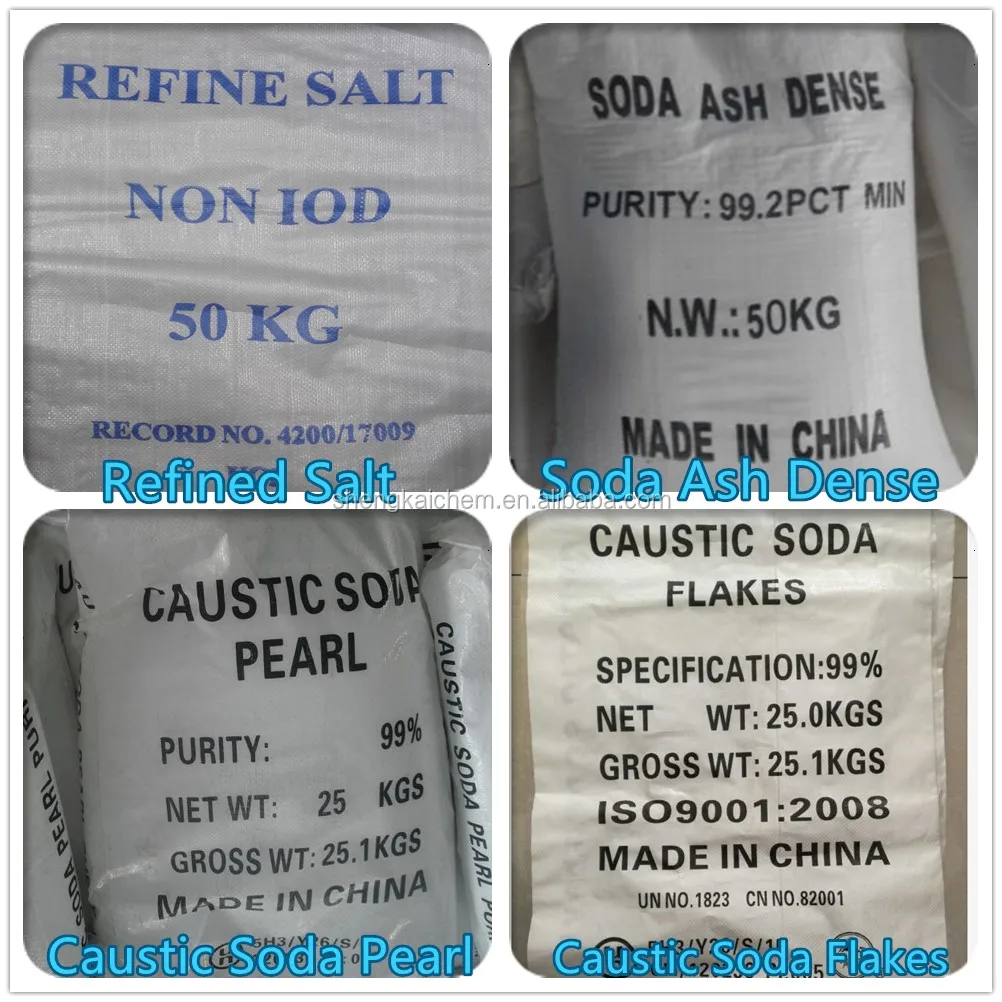 REFINE SALT
NON IOD
50 KG
RECORD NO. 4200/17009
Refined Salt
SODA ASH DENSE
PURITY: 99.2PCT MIN
N.W.: 50KG
MADE IN CHINA
Soda Ash Dense
shengkaichem.en.alibaba.com
CAUSTIC SODA
PEARL
PURITY: 99%
NET WT: 25 KGS
GROSS WT: 25.1KGS
MADE IN CHINA
SODA PEARL
CAUSTIC SODA PEARL
Caustic Soda Pearl
CAUSTIC SODA
FLAKES
SPECIFICATION:99%
NET WT: 25.0KGS
GROSS WT: 25.1KGS
ISO9001:2008
MADE IN CHINA
UN NO.1823 CN NO.82001
Caustic Soda Flakes